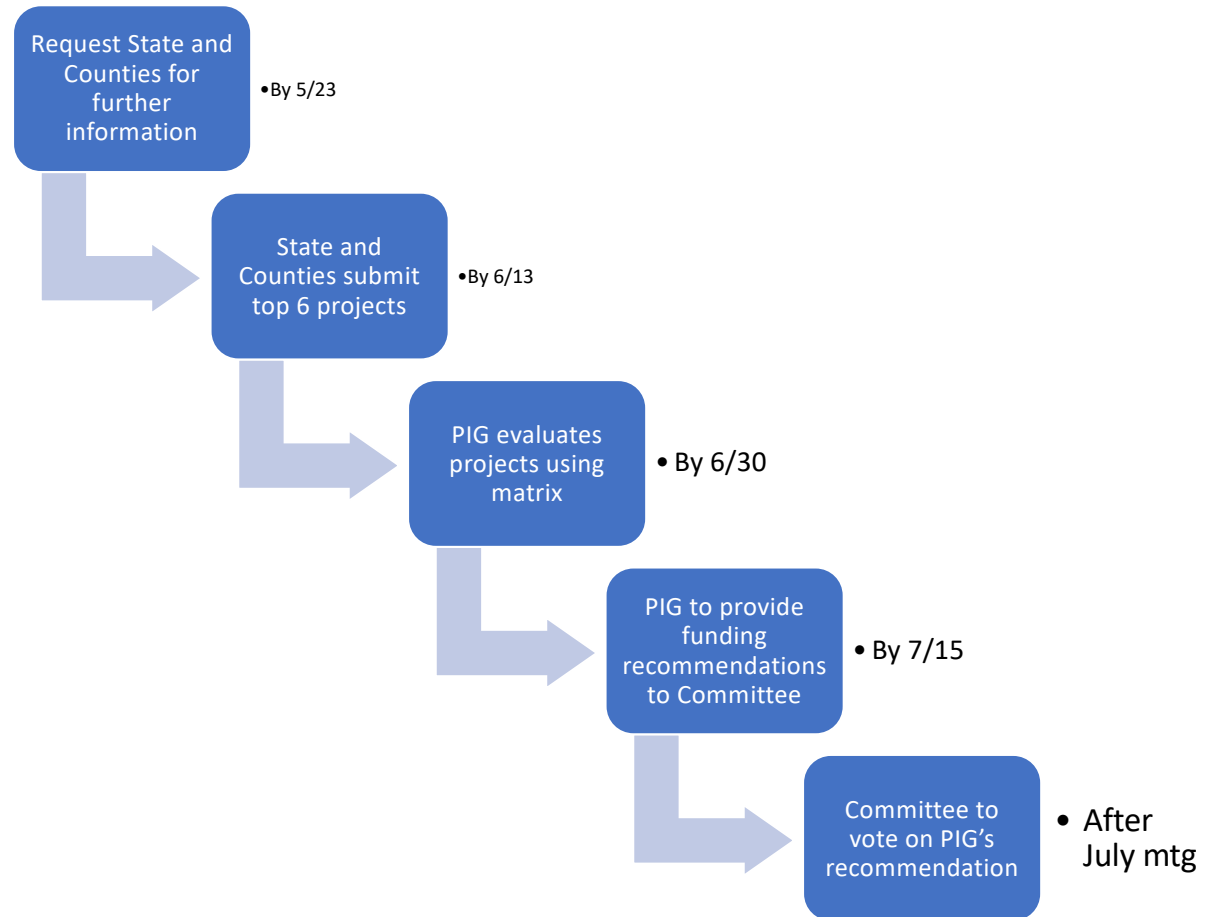 Request State and
Counties for
further
information
•By 5/23
State and
Counties submit
top 6 projects
•By 6/13
PIG evaluates
projects using
matrix
• By 6/30
PIG to provide
funding
recommendations
to Committee
• By 7/15
Committee to
vote on PIG’s
recommendation
• After
July mtg